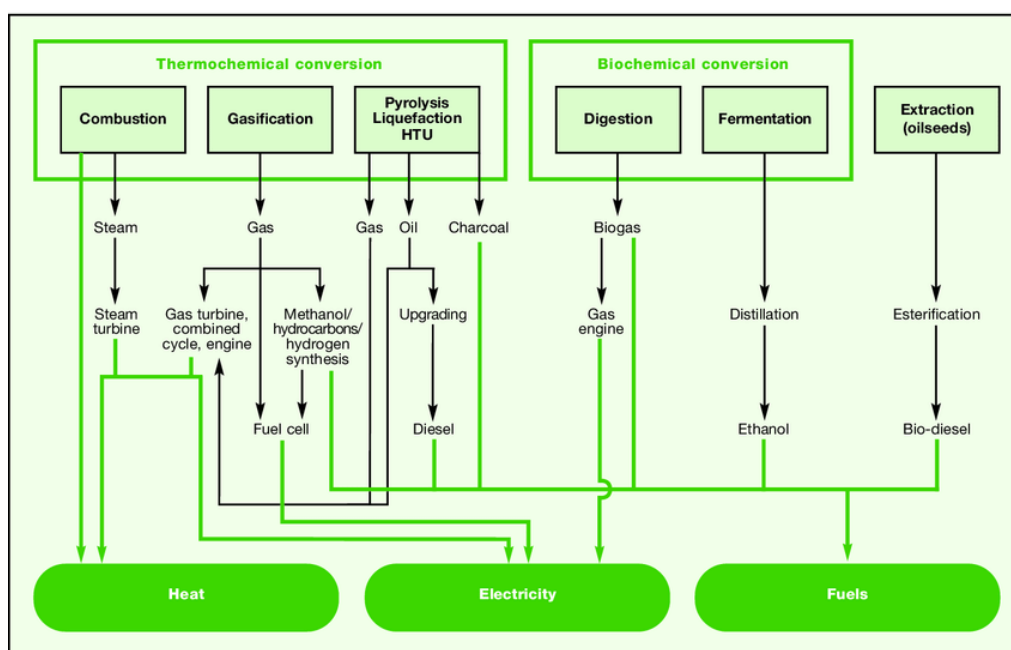 Thermochemical conversion
Biochemical conversion
Combustion
Gasification
Pyrolysis
Liquefaction
HTU
Digestion
Fermentation
Extraction
(oilseeds)
Steam
Gas
Gas
Oil
Charcoal
Biogas
Steam
turbine
Gas turbine,
combined
cycle, engine
Methanol/
hydrocarbons/
hydrogen
synthesis
Upgrading
Gas
engine
Distillation
Esterification
Fuel cell
Diesel
Ethanol
Bio-diesel
Heat
Electricity
Fuels